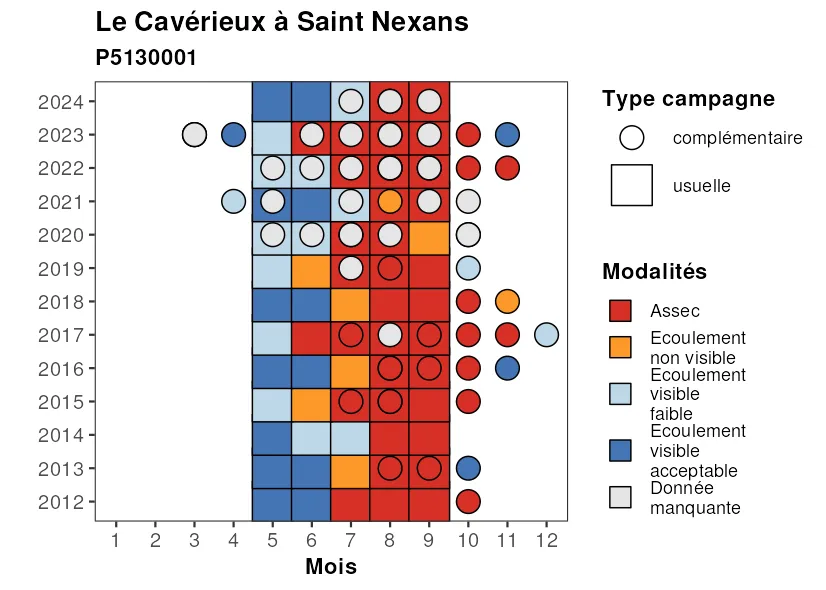 Le Cavérieux à Saint Nexans
P5130001
2024
2023
2022
2021
2020
2019
2018
2017
2016
2015
2014
2013
2012
1 2 3 4 5 6 7 8 9 10 11 12
Mois
Type campagne
complémentaire
usuelle
Modalités
Assec
Ecoulement
non visible
Ecoulement
visible
faible
Ecoulement
visible
acceptable
Donnée
manquante